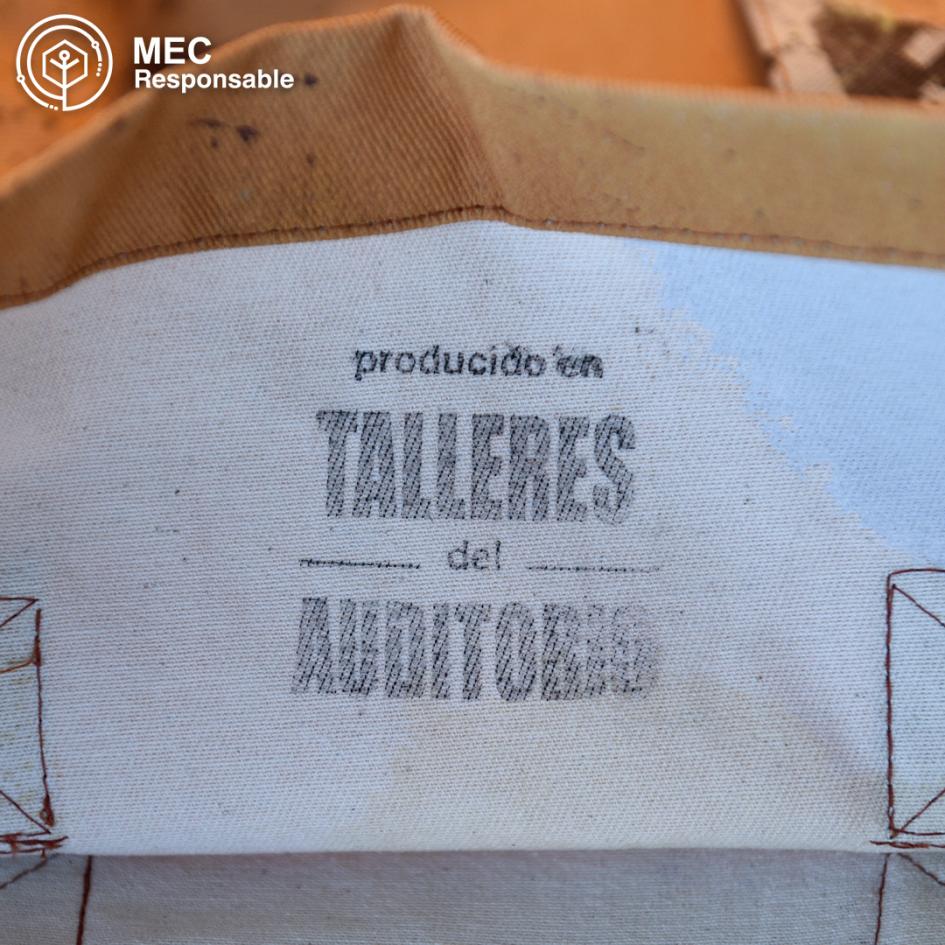 MEC
Responsable
producido en
TALLERES
del
AUDITORIO